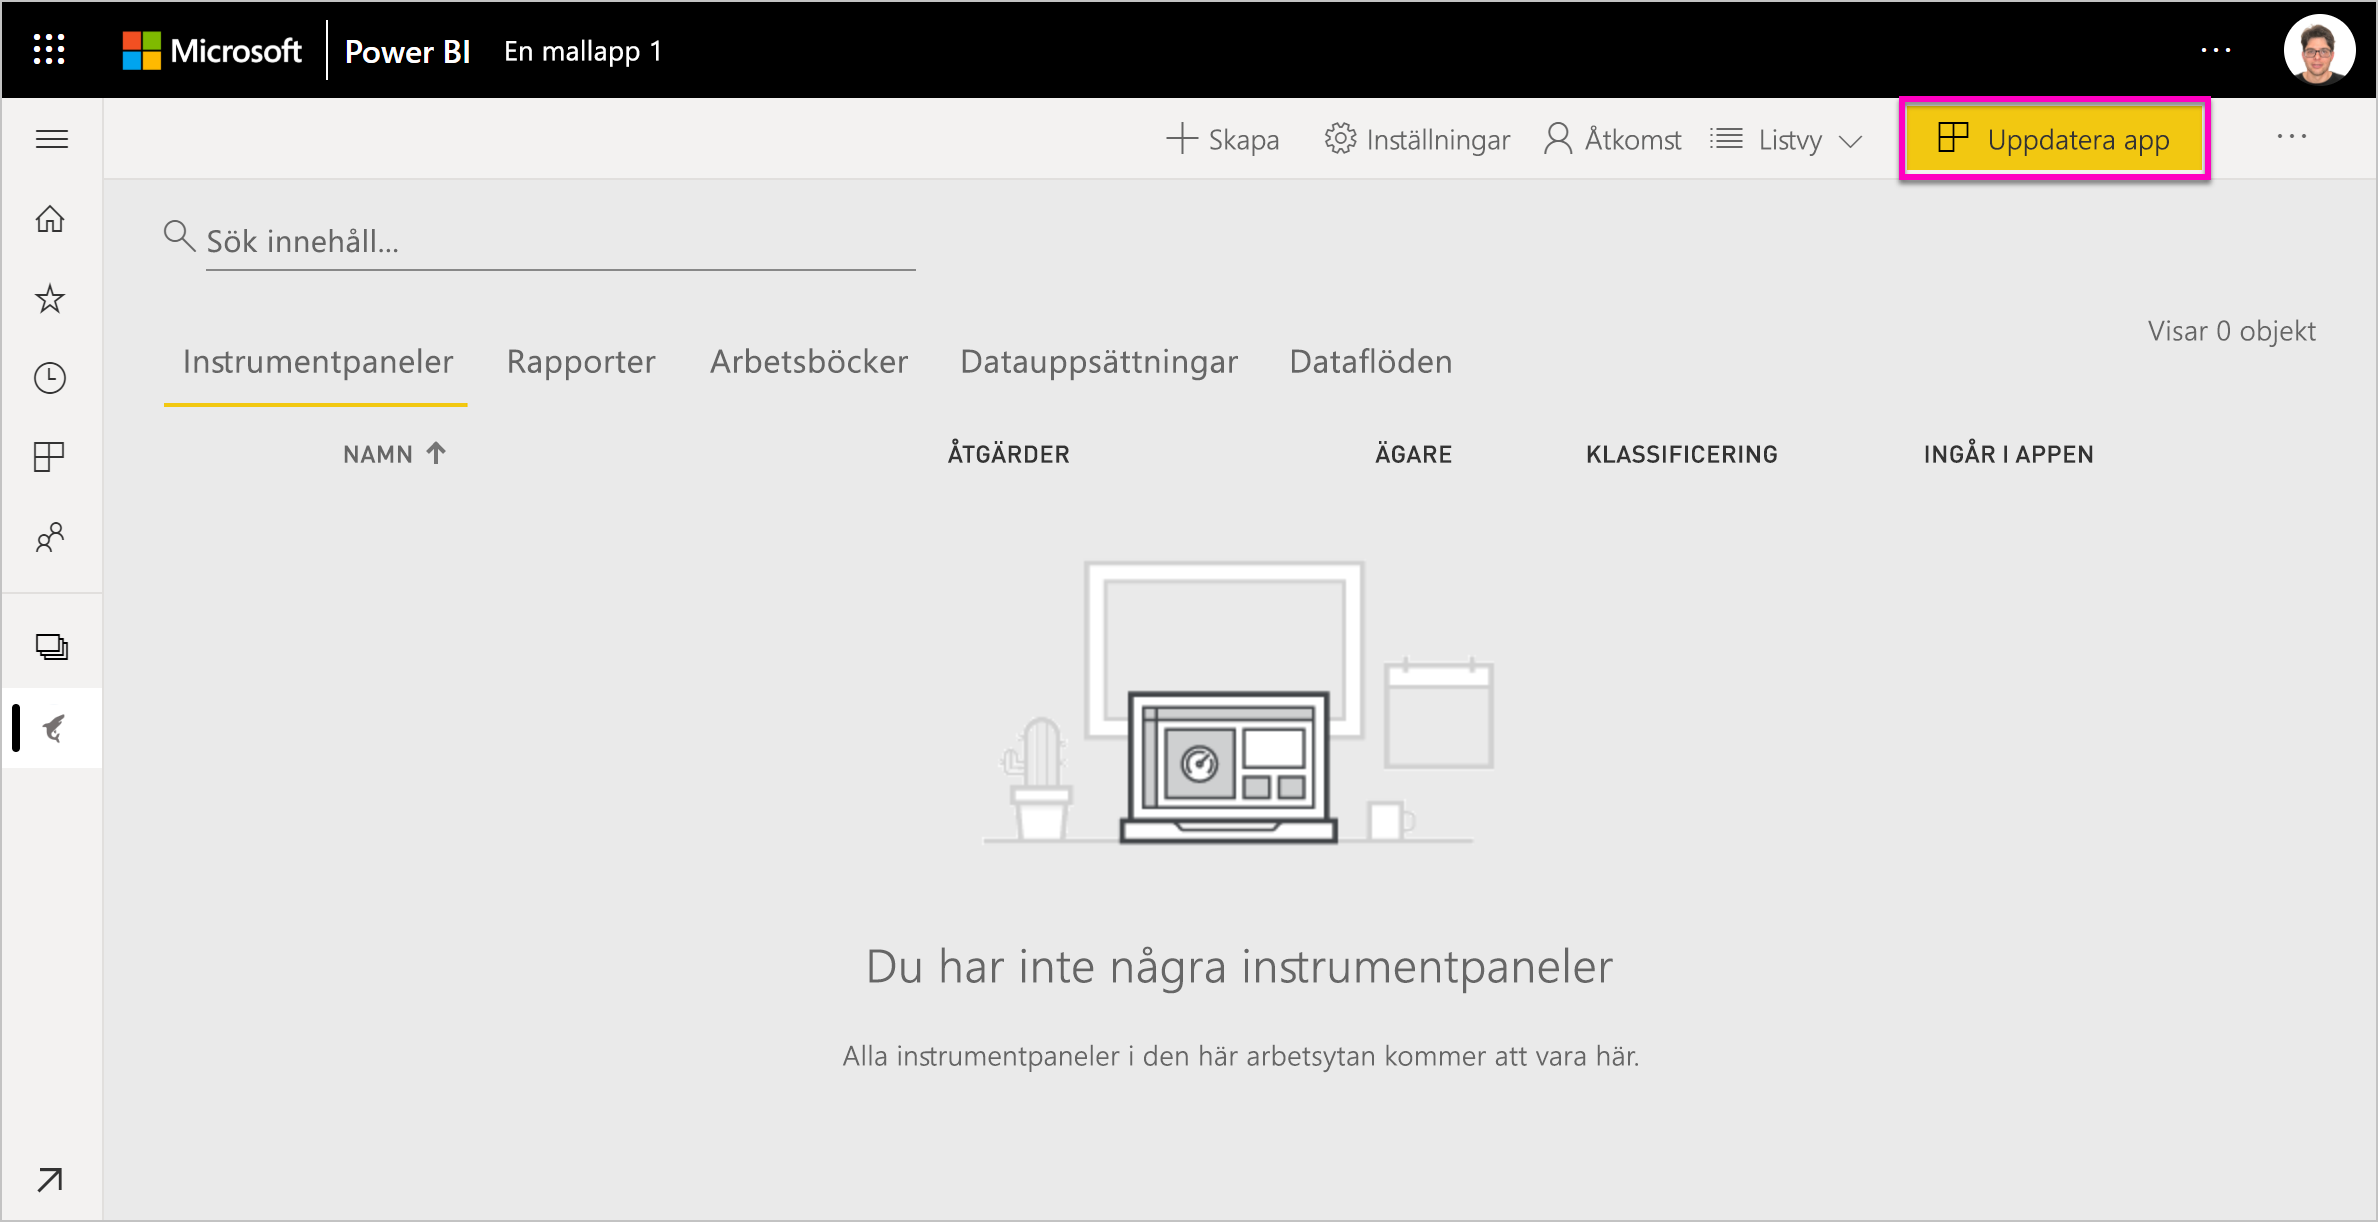 Microsoft Power BI En mallapp 1
Skapa Inställningar Åtkomst Listvy Uppdatera app
Sök innehåll...
Visar 0 objekt
Instrumentpaneler Rapporter Arbetsböcker Datauppsättningar Dataflöden
NAMN ÅTGÄRDER ÄGARE KLASSIFICERING INGÅR I APPEN
Du har inte några instrumentpaneler
Alla instrumentpaneler i den här arbetsytan kommer att vara här.